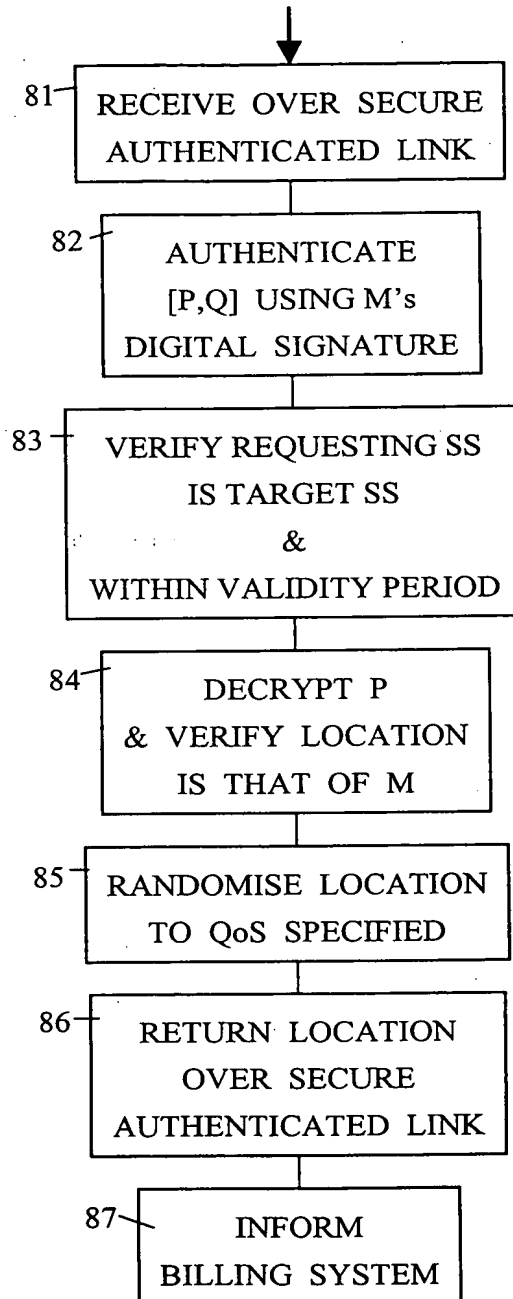 81
RECEIVE OVER SECURE
AUTHENTICATED LINK
82
AUTHENTICATE
[P,Q] USING M's
DIGITAL SIGNATURE
83
VERIFY REQUESTING SS
IS TARGET SS
&
WITHIN VALIDITY PERIOD
84
DECRYPT P
& VERIFY LOCATION
IS THAT OF M
85
RANDOMISE LOCATION
TO QoS SPECIFIED
86
RETURN LOCATION
OVER SECURE
AUTHENTICATED LINK
87
INFORM
BILLING SYSTEM